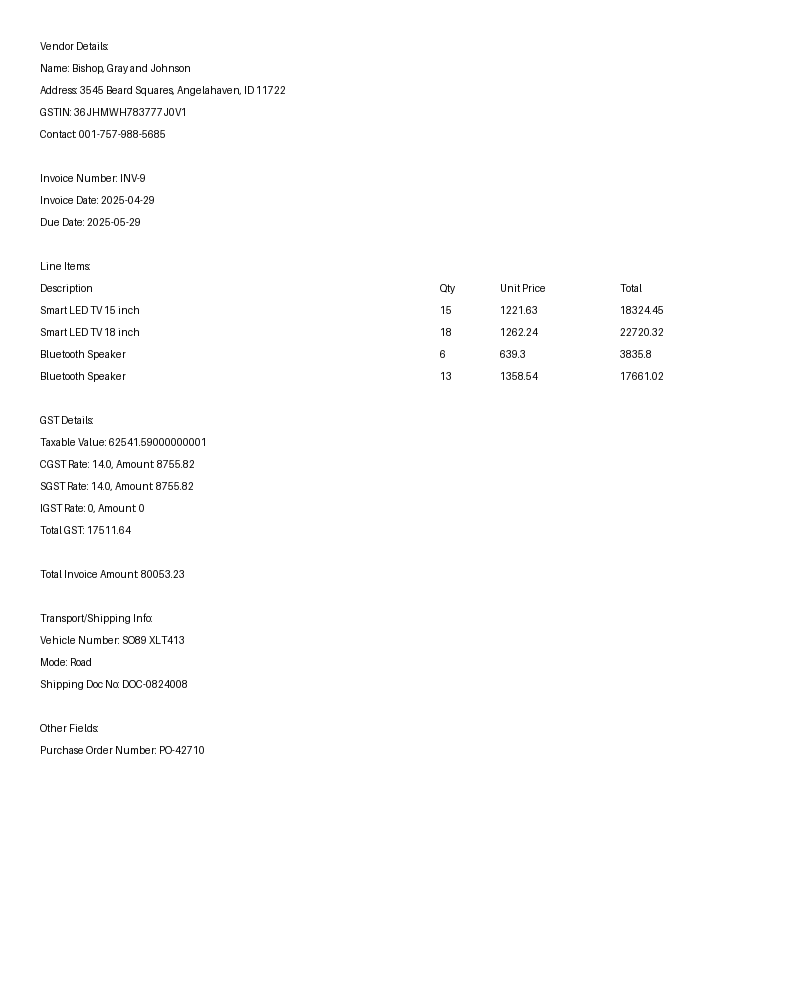 Vendor Details:
Name: Bishop, Gray and Johnson
Address: 3545 Beard Squares, Angelahaven, ID 11722
GSTIN: 36JHMWH783777J0V1
Contact: 001-757-988-5685
Invoice Number: INV-9
Invoice Date: 2025-04-29
Due Date: 2025-05-29
Line Items:
Description Qty Unit Price Total
Smart LED TV 15 inch 15 1221.63 18324.45
Smart LED TV 18 inch 18 1262.24 22720.32
Bluetooth Speaker 6 639.3 3835.8
Bluetooth Speaker 13 1358.54 17661.02
GST Details:
Taxable Value: 62541.59000000001
CGST Rate: 14.0, Amount: 8755.82
SGST Rate: 14.0, Amount: 8755.82
IGST Rate: 0, Amount: 0
Total GST: 17511.64
Total Invoice Amount: 80053.23
Transport/Shipping Info:
Vehicle Number: SO89 XLT413
Mode: Road
Shipping Doc No: DOC-0824008
Other Fields:
Purchase Order Number: PO-42710